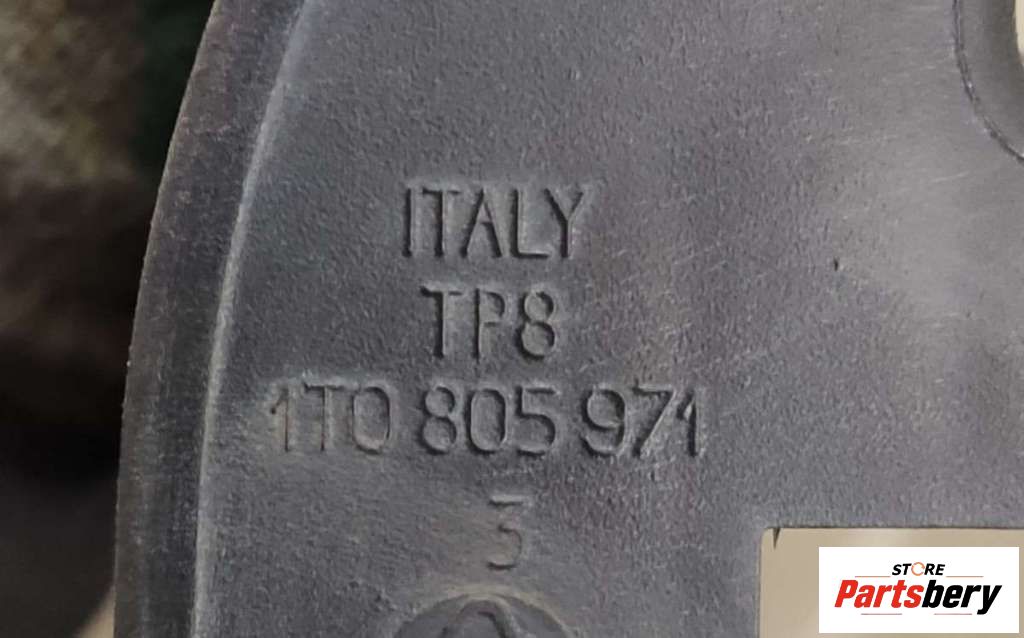 ITALY
TP8
1T0 805 971
3
STORE
Partsbery